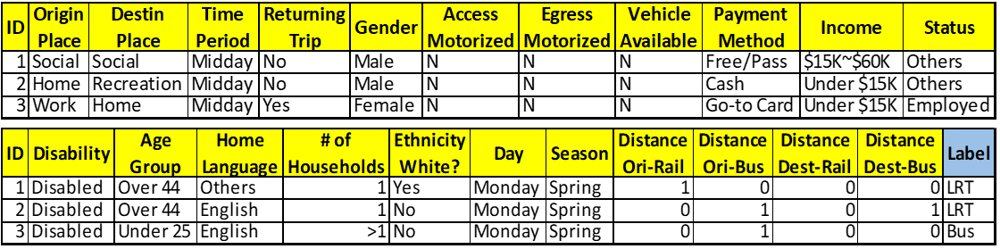 ID Origin Place Destin Place Time Period Returning Trip Gender Access Motorized Egress Motorized Vehicle Available Payment Method Income Status
1 Social Social Midday No Male N N N Free/Pass $15K~$60K Others
2 Home Recreation Midday No Male N N N Cash Under $15K Others
3 Work Home Midday Yes Female N N N Go-to Card Under $15K Employed
ID Disability Age Group Home Language # of Households Ethnicity White? Day Season Distance Ori-Rail Distance Ori-Bus Distance Dest-Rail Distance Dest-Bus Label
1 Disabled Over 44 Others 1 Yes Monday Spring 1 0 0 0 LRT
2 Disabled Over 44 English 1 No Monday Spring 0 1 0 1 LRT
3 Disabled Under 25 English >1 No Monday Spring 0 1 0 0 Bus